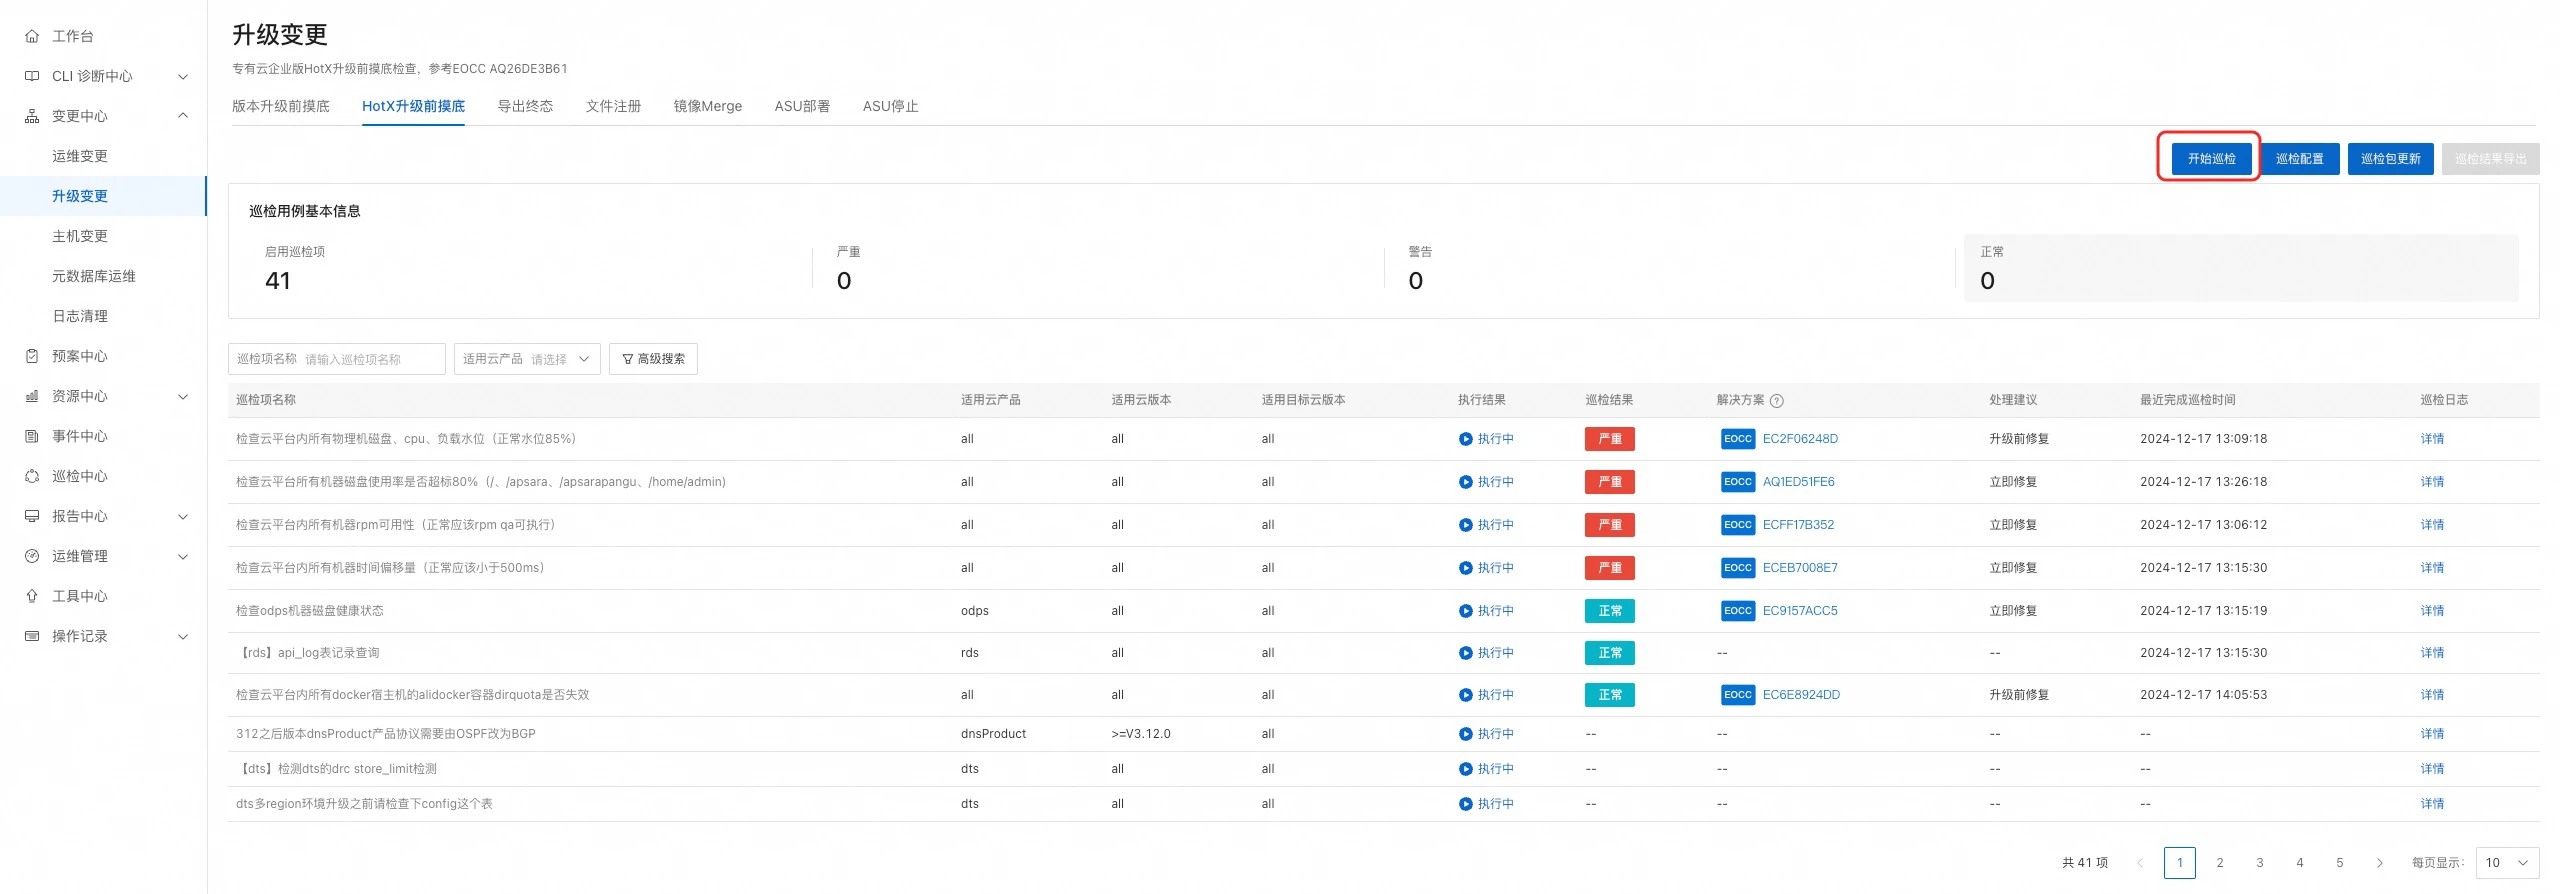 工作台
CLI 诊断中心
变更中心
运维变更
升级变更
主机变更
元数据库运维
日志清理
预案中心
资源中心
事件中心
巡检中心
报告中心
运维管理
工具中心
操作记录
升级变更
专有云企业版HotX升级前摸底检查，参考EOCC AQ26DE3B61
版本升级前摸底 HotX升级前摸底 导出终态 文件注册 镜像Merge ASU部署 ASU停止
开始巡检 巡检配置 巡检包更新 巡检结果导出
巡检用例基本信息
启用巡检项 严重 警告 正常
41 0 0 0
巡检项名称 请输入巡检项名称 适用云产品 请选择 高级搜索
巡检项名称 适用云产品 适用云版本 适用目标云版本 执行结果 巡检结果 解决方案 ? 处理建议 最近完成巡检时间 巡检日志
检查云平台内所有物理机磁盘、cpu、负载水位（正常水位85%） all all all 执行中 严重 EOCC EC2F06248D 升级前修复 2024-12-17 13:09:18 详情
检查云平台所有机器磁盘使用率是否超标80%（/、/apsara、/apsarapangu、/home/admin） all all all 执行中 严重 EOCC AQ1ED51FE6 立即修复 2024-12-17 13:26:18 详情
检查云平台内所有机器rpm可用性（正常应该rpm qa可执行） all all all 执行中 严重 EOCC ECFF17B352 立即修复 2024-12-17 13:06:12 详情
检查云平台内所有机器时间偏移量（正常应该小于500ms） all all all 执行中 严重 EOCC ECEB7008E7 立即修复 2024-12-17 13:15:30 详情
检查odps机器磁盘健康状态 odps all all 执行中 正常 EOCC EC9157ACC5 立即修复 2024-12-17 13:15:19 详情
【rds】api_log表记录查询 rds all all 执行中 正常 -- -- 2024-12-17 13:15:30 详情
检查云平台内所有docker宿主机的alidocker容器dirquota是否失效 all all all 执行中 正常 EOCC EC6E8924DD 升级前修复 2024-12-17 14:05:53 详情
312之后版本dnsProduct产品协议需要由OSPF改为BGP dnsProduct >=V3.12.0 all 执行中 -- -- -- -- 详情
【dts】检测dts的drc store_limit检测 dts all all 执行中 -- -- -- -- 详情
dts多region环境升级之前请检查下config这个表 dts all all 执行中 -- -- -- -- 详情
共 41 项 1 2 3 4 5 每页显示: 10